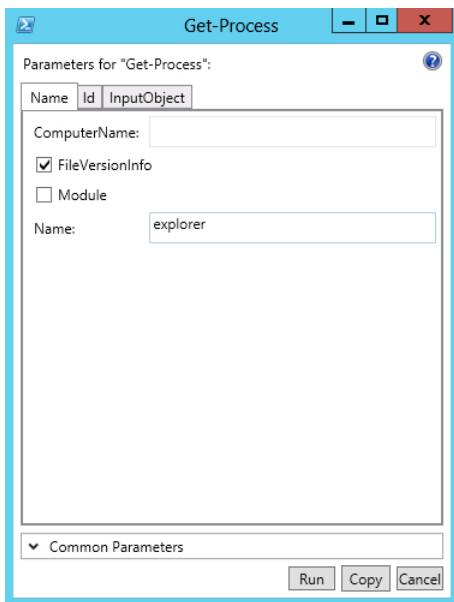 Get-Process
Parameters for "Get-Process":
Name Id InputObject
ComputerName:
FileVersionInfo
Module
Name: explorer
Common Parameters
Run Copy Cancel